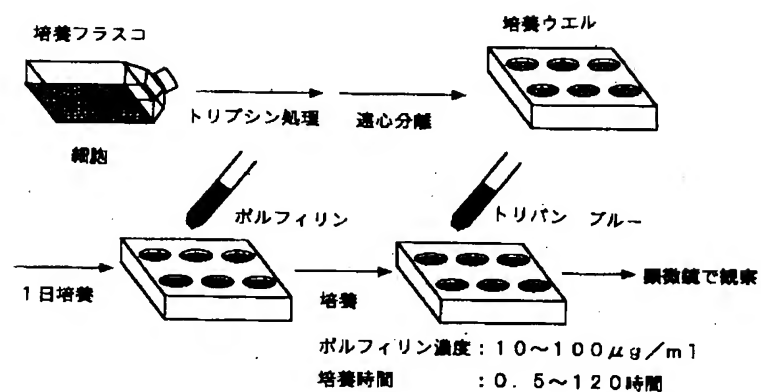 培養フラスコ
培養ウエル
トリプシン処理
遠心分離
細胞
ポルフィリン
トリパン ブルー
1日培養
培養
顕微鏡で観察
ポルフィリン濃度:10~100μg/ml
培養時間 :0.5~120時間